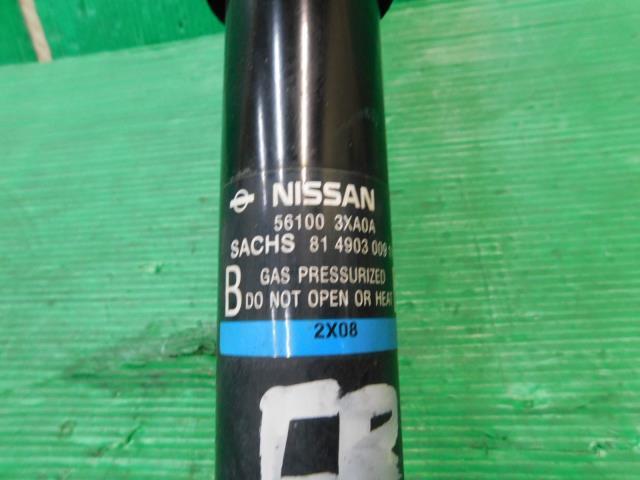 NISSAN
56100 3XA0A
SACHS 81 4903 009
B GAS PRESSURIZED
DO NOT OPEN OR HEAT
2X08